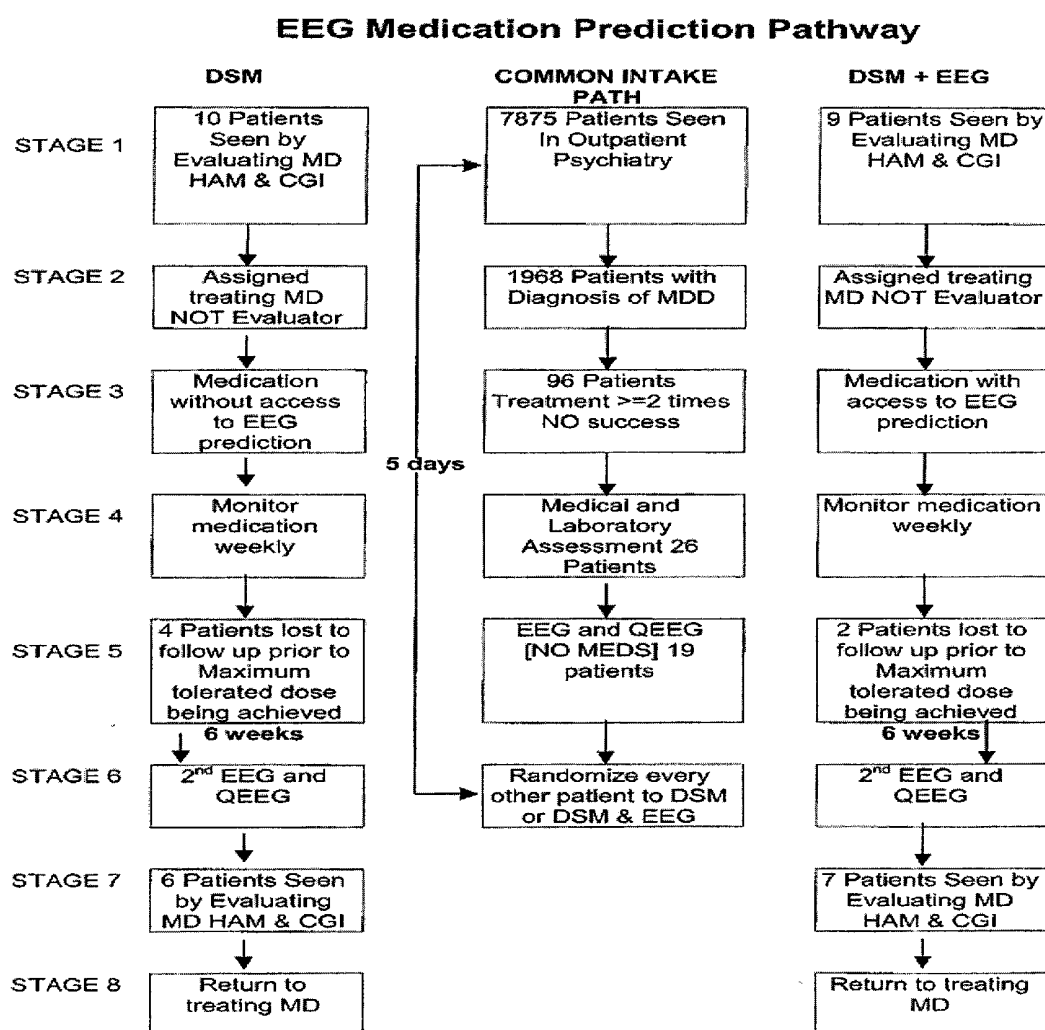 EEG Medication Prediction Pathway
DSM
COMMON INTAKE
PATH
DSM + EEG
STAGE 1
10 Patients
Seen by
Evaluating MD
HAM & CGI
7875 Patients Seen
In Outpatient
Psychiatry
9 Patients Seen by
Evaluating MD
HAM & CGI
STAGE 2
Assigned
treating MD
NOT Evaluator
1968 Patients with
Diagnosis of MDD
Assigned treating
MD NOT Evaluator
STAGE 3
Medication
without access
to EEG
prediction
96 Patients
Treatment >=2 times
NO success
Medication with
access to EEG
prediction
5 days
STAGE 4
Monitor
medication
weekly
Medical and
Laboratory
Assessment 26
Patients
Monitor medication
weekly
STAGE 5
4 Patients lost to
follow up prior to
Maximum
tolerated dose
being achieved
6 weeks
EEG and QEEG
[NO MEDS] 19
patients
2 Patients lost to
follow up prior to
Maximum
tolerated dose
being achieved
6 weeks
STAGE 6
2nd EEG and
QEEG
Randomize every
other patient to DSM
or DSM & EEG
2nd EEG and
QEEG
STAGE 7
6 Patients Seen
by Evaluating
MD HAM & CGI
7 Patients Seen by
Evaluating MD
HAM & CGI
STAGE 8
Return to
treating MD
Return to treating
MD